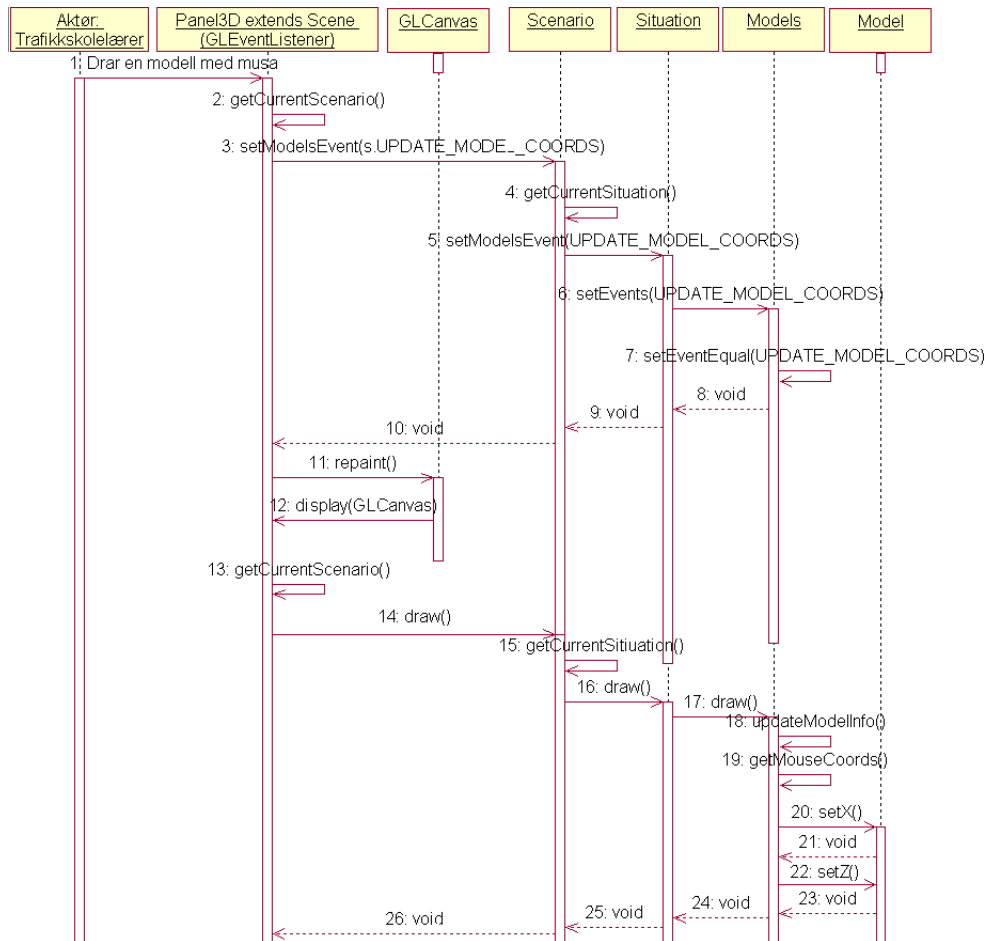 Aktør:
Trafikkskolelærer
Panel3D extends Scene
(GLEventListener)
GLCanvas
Scenario
Situation
Models
Model
1: Drar en modell med musa
2: getCurrentScenario()
3: setModelsEvent(s.UPDATE_MODEL_COORDS)
4: getCurrentSituation()
5: setModelsEvent(UPDATE_MODEL_COORDS)
6: setEvents(UPDATE_MODEL_COORDS)
7: setEventEqual(UPDATE_MODEL_COORDS)
8: void
9: void
10: void
11: repaint()
12: display(GLCanvas)
13: getCurrentScenario()
14: draw()
15: getCurrentSitiuation()
16: draw()
17: draw()
18: updateModelInfo()
19: getMouseCoords()
20: setX()
21: void
22: setZ()
23: void
24: void
25: void
26: void